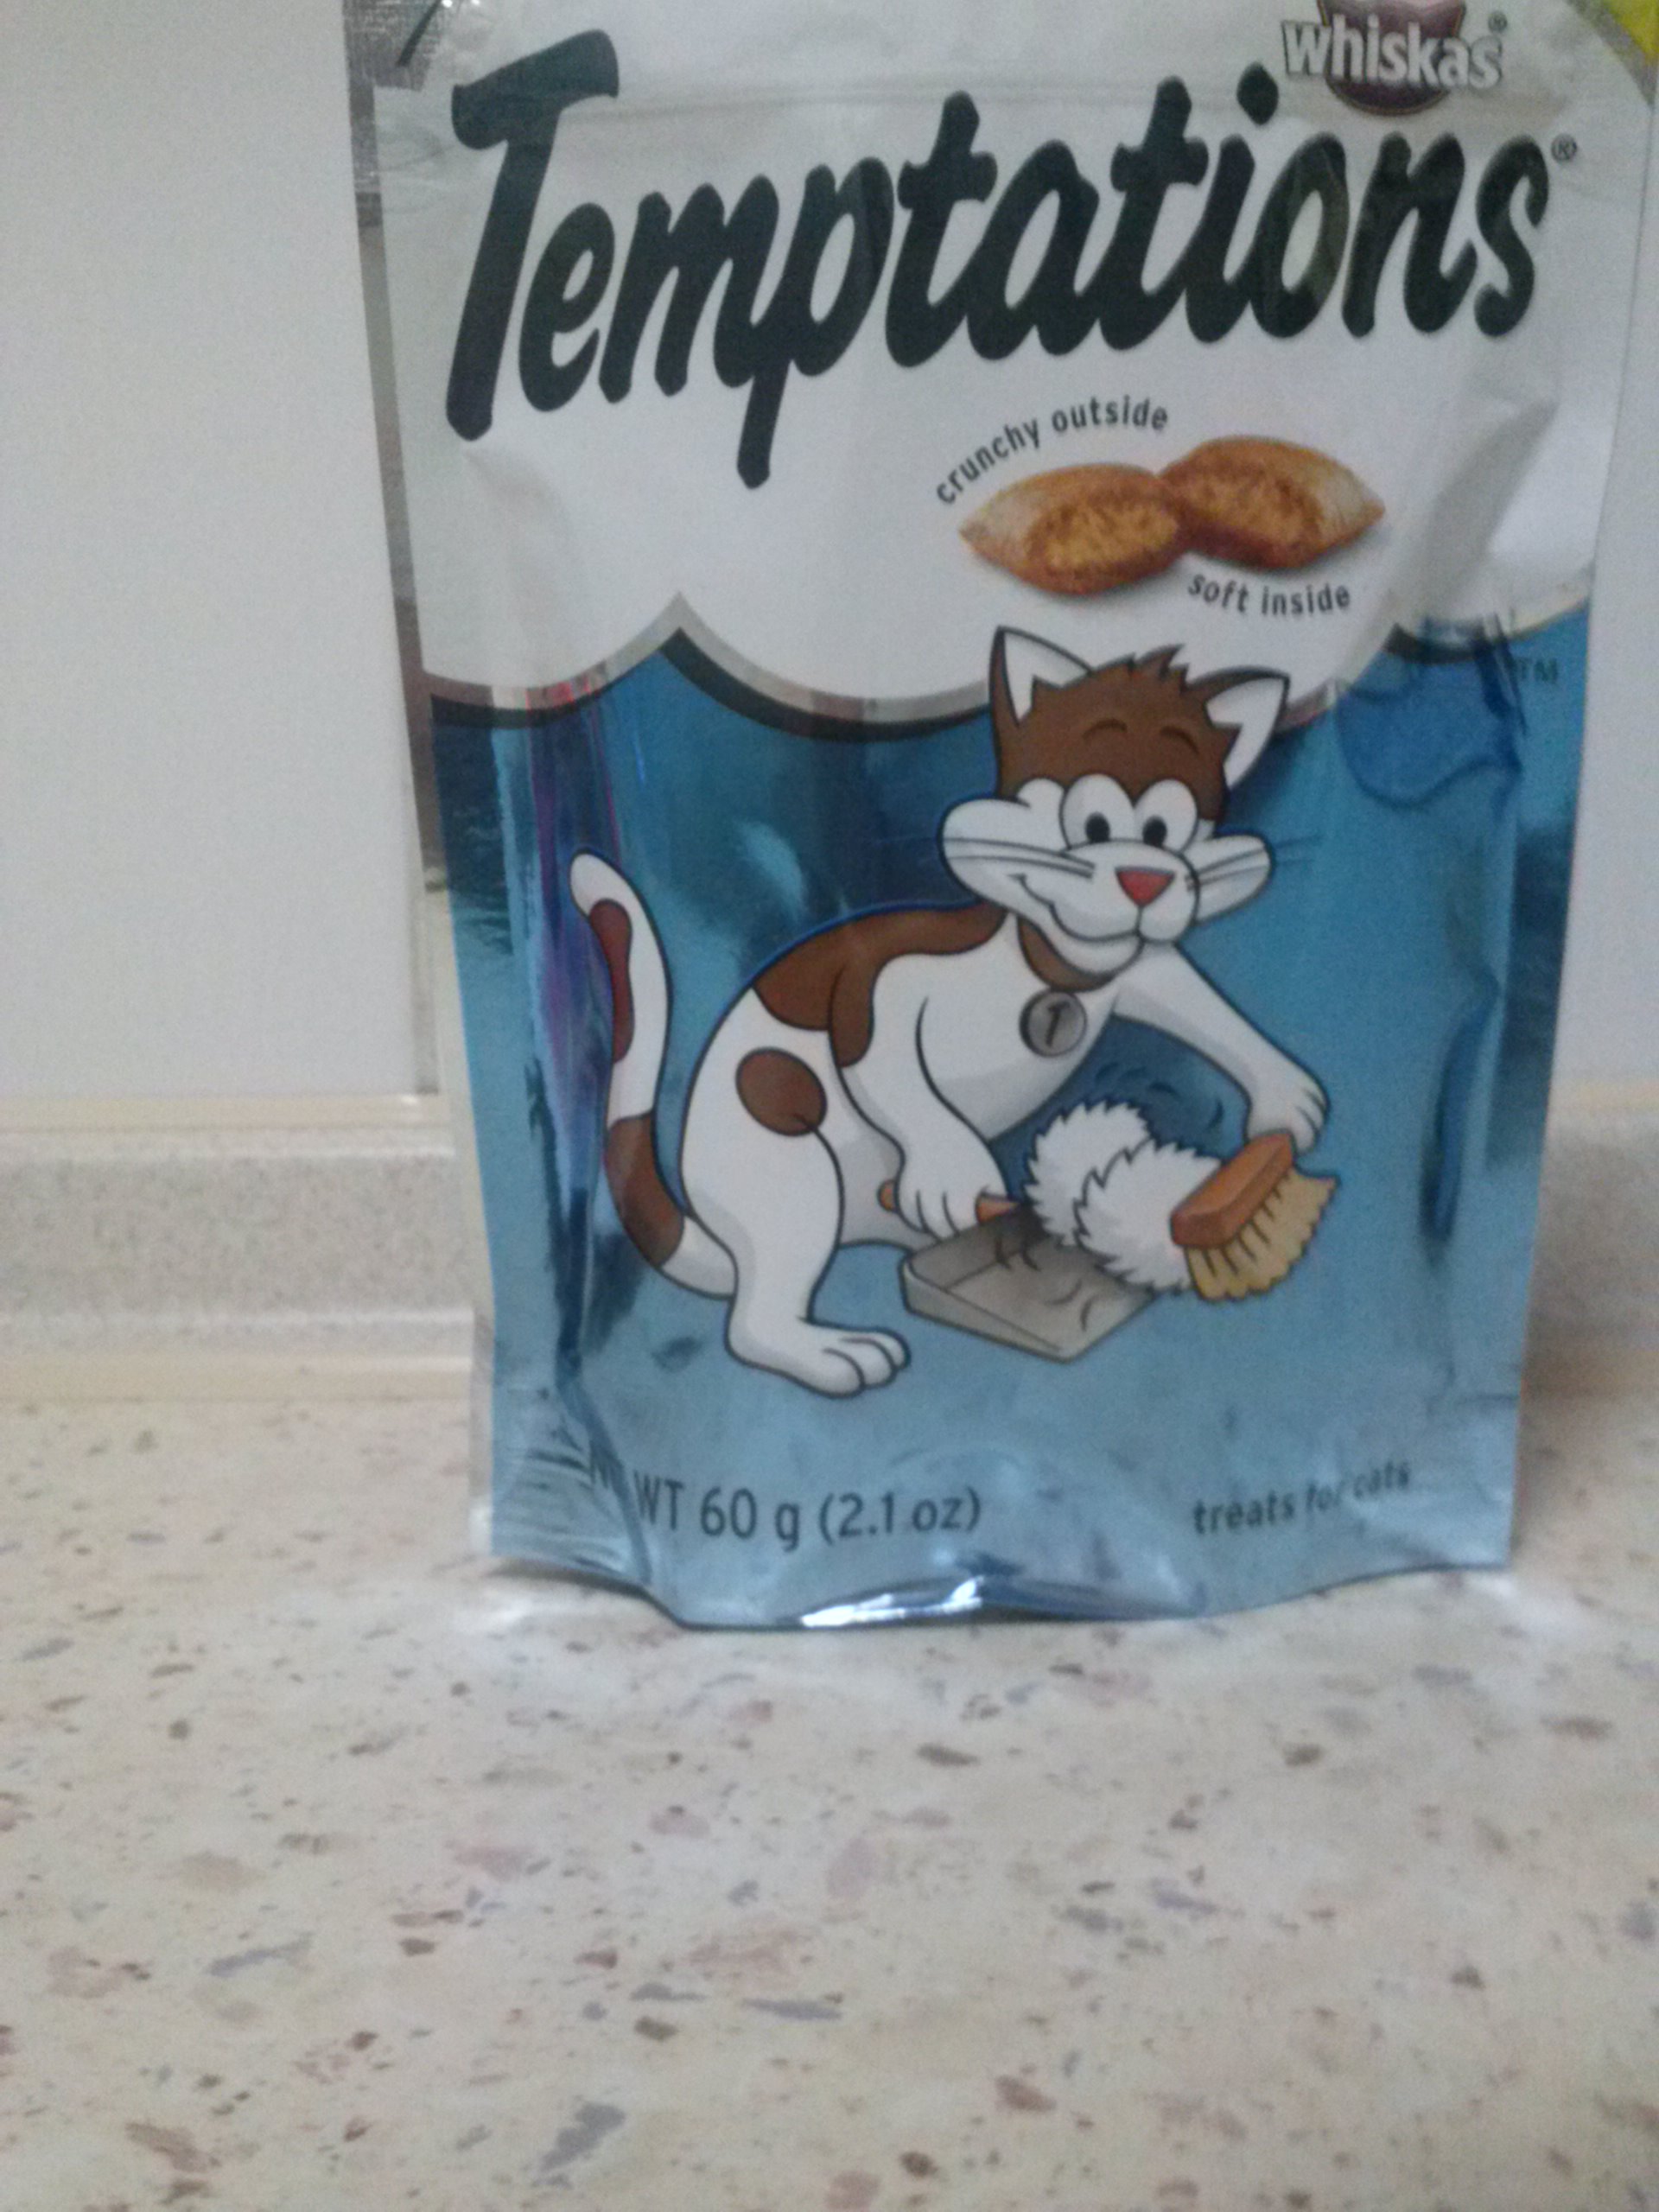 whiskas®
Temptations®
crunchy outside
soft inside
TM
T
WT 60 g (2.1 oz)
treats for cats